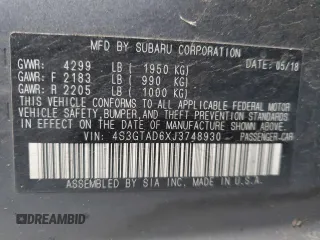 MFD BY SUBARU CORPORATION
GVWR: 4299 LB ( 1950 KG) DATE: 05/18
GAWR: F 2183 LB ( 990 KG)
GAWR: R 2205 LB ( 1000 KG)
THIS VEHICLE CONFORMS TO ALL APPLICABLE FEDERAL MOTOR
VEHICLE SAFETY, BUMPER, AND THEFT PREVENTION STANDARDS
IN EFFECT ON THE DATE OF MANUFACTURE SHOWN ABOVE.
VIN: 4S3GTAD6XJ3748930 PASSENGER-CAR
ASSEMBLED BY SIA INC. MADE IN U.S.A.
DREAMBID